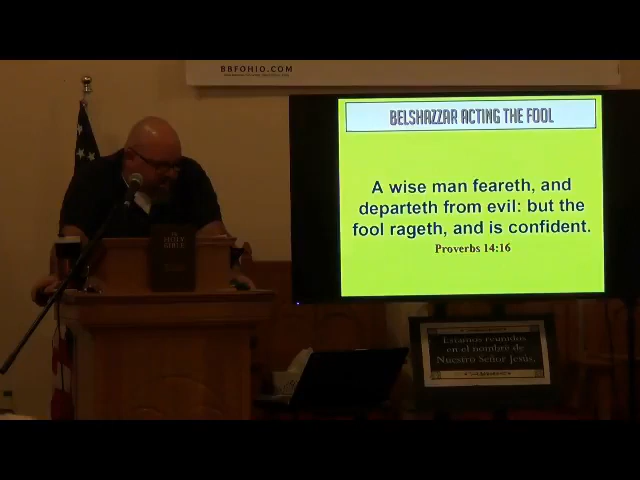 BBFOHIO.COM
BELSHAZZAR ACTING THE FOOL
A wise man feareth, and
departeth from evil: but the
fool rageth, and is confident.
Proverbs 14:16
HOLY
BIBLE
Estamos reunidos
en el nombre de
Nuestro Señor Jesús,